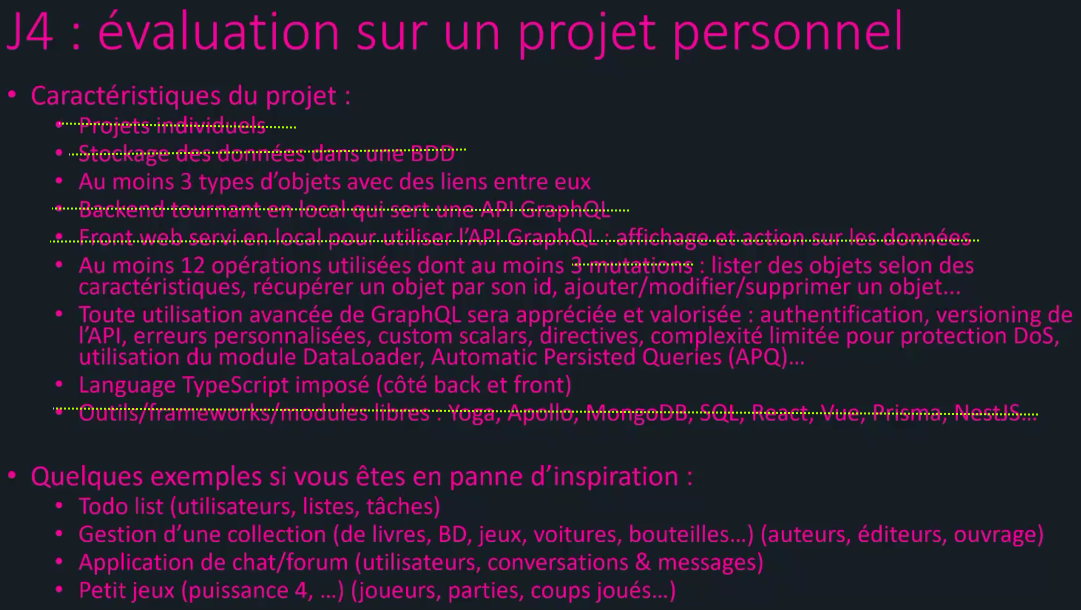 J4 : évaluation sur un projet personnel
• Caractéristiques du projet :
• Projets individuels
• Stockage des données dans une BDD
• Au moins 3 types d’objets avec des liens entre eux
• Backend tournant en local qui sert une API GraphQL
• Front web servi en local pour utiliser l’API GraphQL : affichage et action sur les données
• Au moins 12 opérations utilisées dont au moins 3 mutations : lister des objets selon des
caractéristiques, récupérer un objet par son id, ajouter/modifier/supprimer un objet...
• Toute utilisation avancée de GraphQL sera appréciée et valorisée : authentification, versioning de
l’API, erreurs personnalisées, custom scalars, directives, complexité limitée pour protection DoS,
utilisation du module DataLoader, Automatic Persisted Queries (APQ)...
• Language TypeScript imposé (côté back et front)
• Outils/frameworks/modules libres : Yoga, Apollo, MongoDB, SQL, React, Vue, Prisma, NestJS...
• Quelques exemples si vous êtes en panne d’inspiration :
• Todo list (utilisateurs, listes, tâches)
• Gestion d’une collection (de livres, BD, jeux, voitures, bouteilles...) (auteurs, éditeurs, ouvrage)
• Application de chat/forum (utilisateurs, conversations & messages)
• Petit jeux (puissance 4, ...) (joueurs, parties, coups joués...)